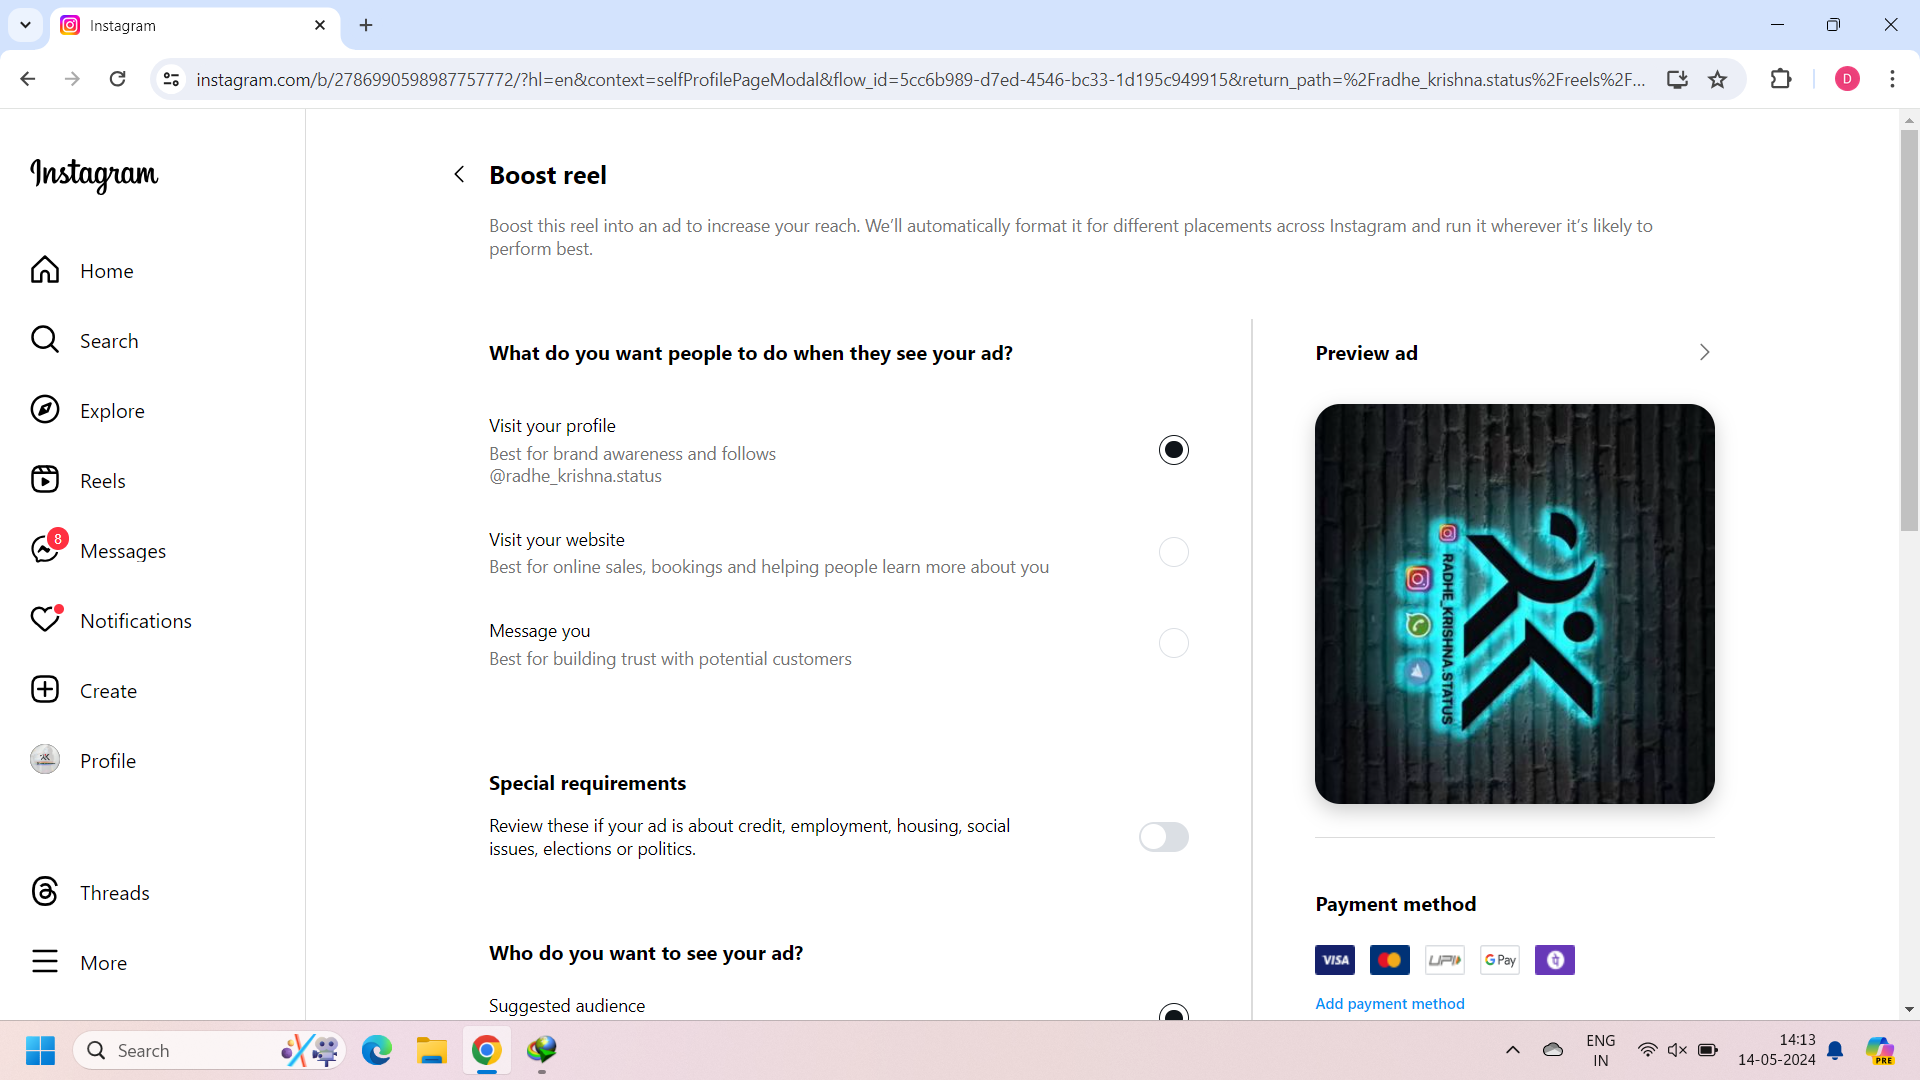 Instagram
instagram.com/b/2786990598987757772/?hl=en&context=selfProfilePageModal&flow_id=5cc6b989-d7ed-4546-bc33-1d195c949915&return_path=%2Fradhe_krishna.status%2Freels%2F...
D
Instagram
Home
Search
Explore
Reels
8
Messages
Notifications
Create
Profile
Threads
More
Boost reel
Boost this reel into an ad to increase your reach. We’ll automatically format it for different placements across Instagram and run it wherever it’s likely to
perform best.
What do you want people to do when they see your ad?
Visit your profile
Best for brand awareness and follows
@radhe_krishna.status
Visit your website
Best for online sales, bookings and helping people learn more about you
Message you
Best for building trust with potential customers
Special requirements
Review these if your ad is about credit, employment, housing, social
issues, elections or politics.
Who do you want to see your ad?
Suggested audience
Preview ad
RADHE_KRISHNA.STATUS
Payment method
VISA
UPI
G Pay
पे
Add payment method
Search
ENG
IN
14:13
14-05-2024
PRE